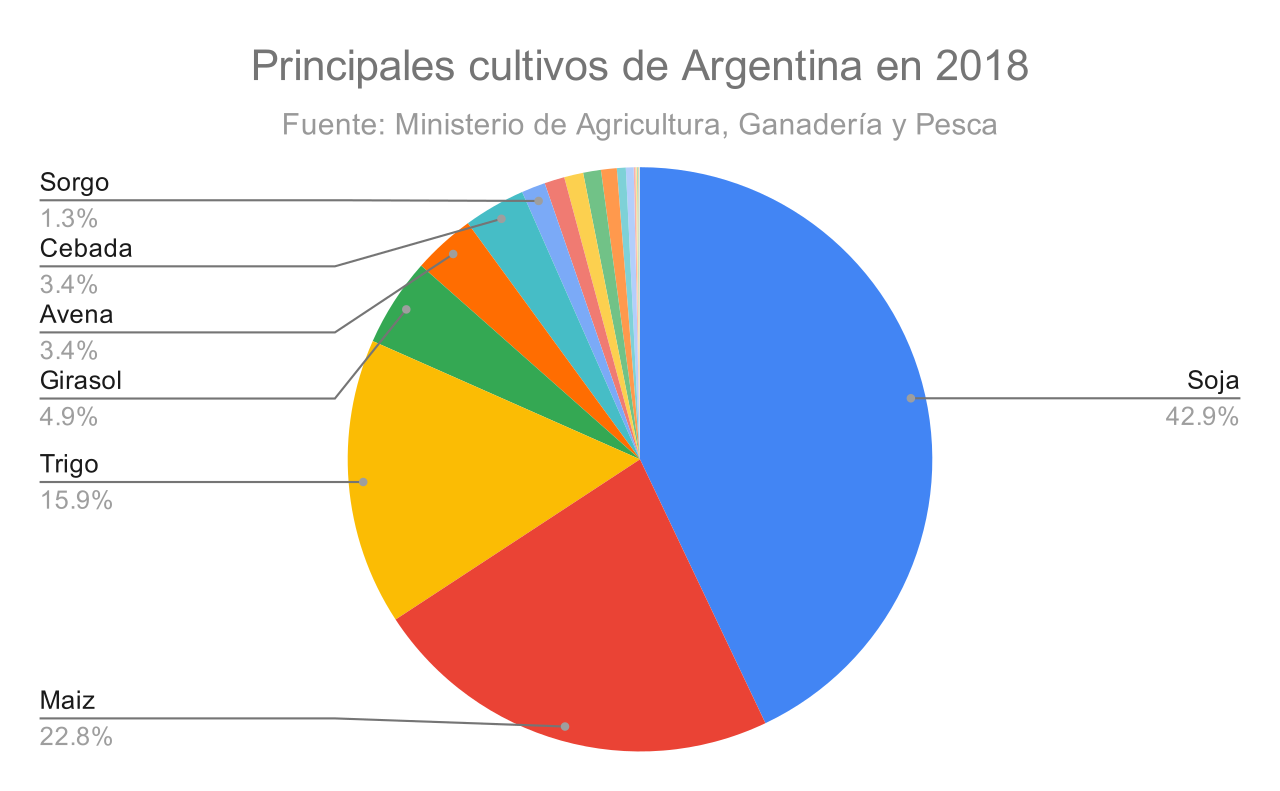 Principales cultivos de Argentina en 2018
Fuente: Ministerio de Agricultura, Ganadería y Pesca
Sorgo
1.3%
Cebada
3.4%
Avena
3.4%
Girasol
4.9%
Trigo
15.9%
Maiz
22.8%
Soja
42.9%